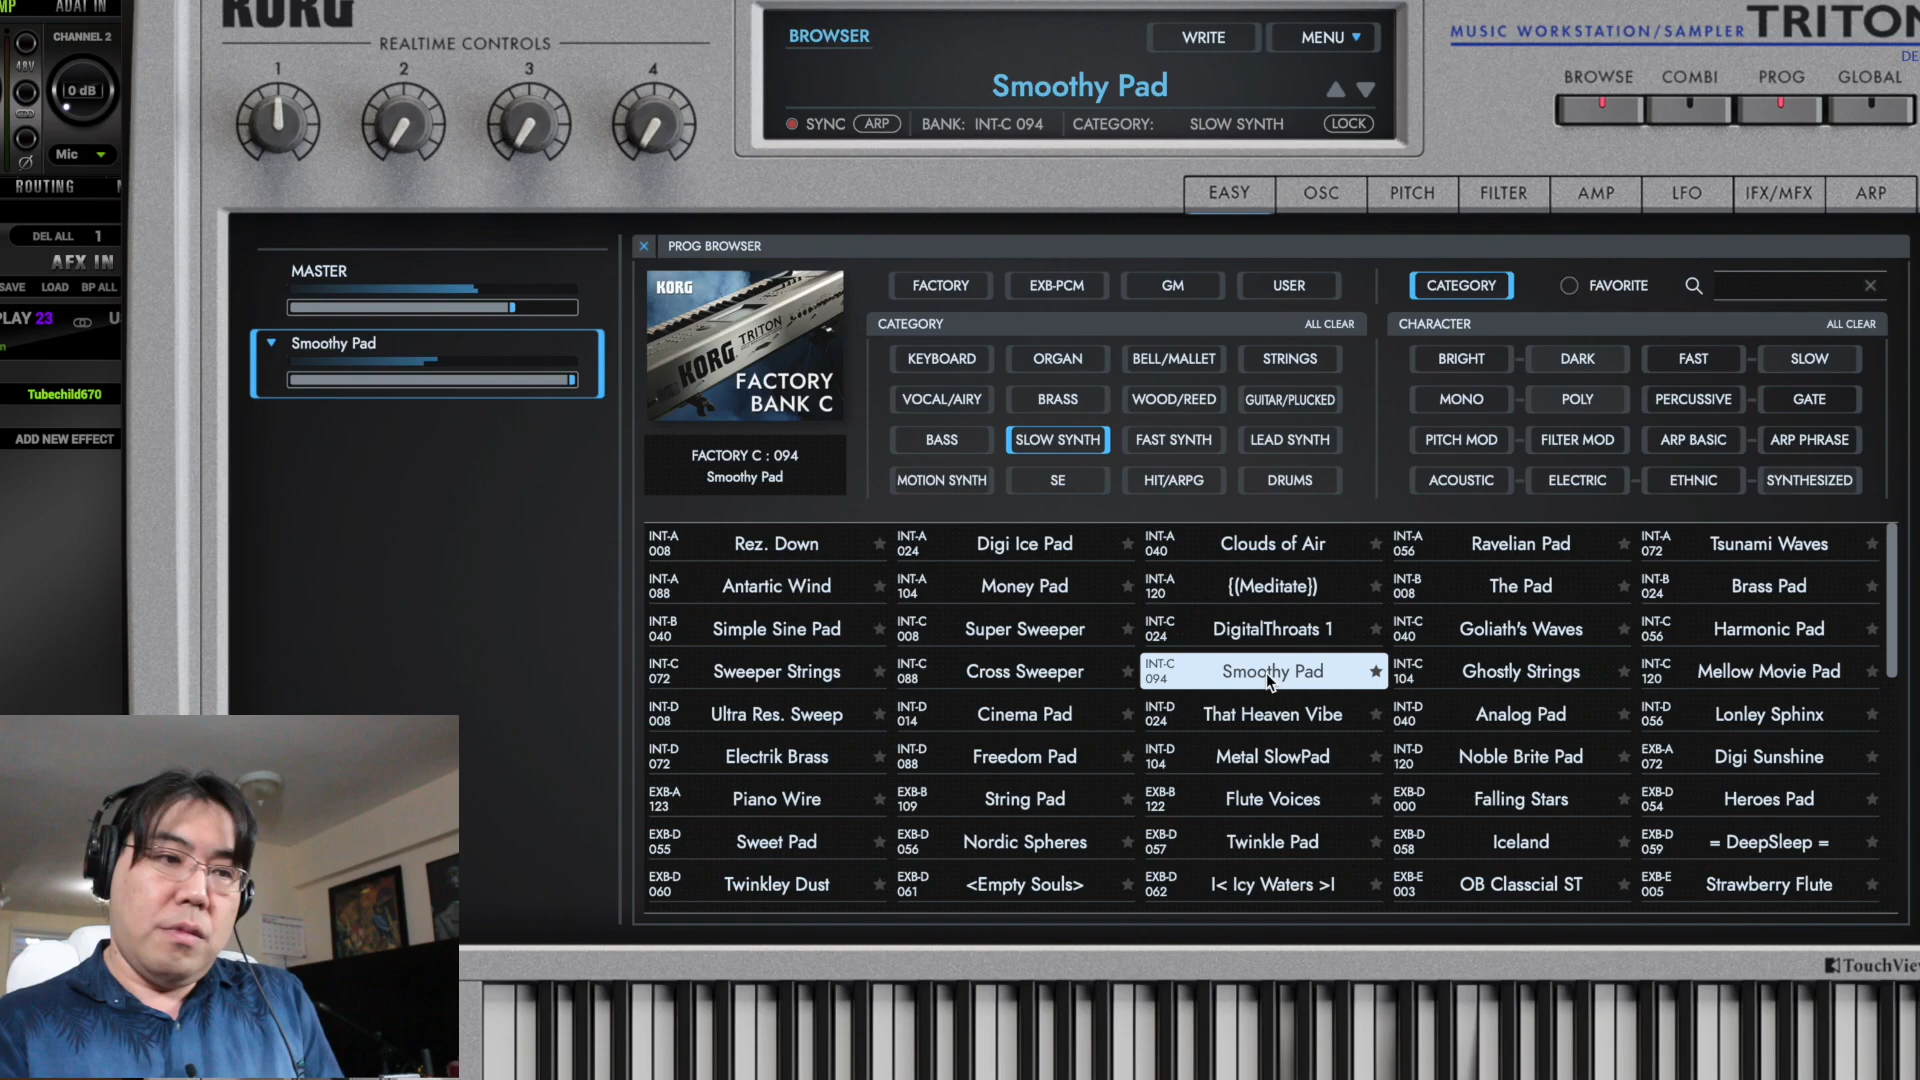 MP
ADAT IN
KORG
CHANNEL 2
48V
0 dB
Mic
ROUTING
DEL ALL 1
AFX IN
SAVE LOAD BP ALL
PLAY 23
Tubechild670
ADD NEW EFFECT
REALTIME CONTROLS
1 2 3 4
BROWSER
WRITE
MENU
Smoothy Pad
SYNC ARP BANK: INT-C 094 CATEGORY: SLOW SYNTH LOCK
MUSIC WORKSTATION/SAMPLER TRITON
DE
BROWSE COMBI PROG GLOBAL
EASY OSC PITCH FILTER AMP LFO IFX/MFX ARP
MASTER
Smoothy Pad
PROG BROWSER
KORG
KORG TRITON
FACTORY
BANK C
FACTORY C : 094
Smoothy Pad
FACTORY EXB-PCM GM USER CATEGORY FAVORITE
CATEGORY ALL CLEAR
KEYBOARD ORGAN BELL/MALLET STRINGS
VOCAL/AIRY BRASS WOOD/REED GUITAR/PLUCKED
BASS SLOW SYNTH FAST SYNTH LEAD SYNTH
MOTION SYNTH SE HIT/ARPG DRUMS
CHARACTER ALL CLEAR
BRIGHT DARK FAST SLOW
MONO POLY PERCUSSIVE GATE
PITCH MOD FILTER MOD ARP BASIC ARP PHRASE
ACOUSTIC ELECTRIC ETHNIC SYNTHESIZED
INT-A 008 Rez. Down INT-A 024 Digi Ice Pad INT-A 040 Clouds of Air INT-A 056 Ravelian Pad INT-A 072 Tsunami Waves
INT-A 088 Antartic Wind INT-A 104 Money Pad INT-A 120 {(Meditate)} INT-B 008 The Pad INT-B 024 Brass Pad
INT-B 040 Simple Sine Pad INT-C 008 Super Sweeper INT-C 024 DigitalThroats 1 INT-C 040 Goliath's Waves INT-C 056 Harmonic Pad
INT-C 072 Sweeper Strings INT-C 088 Cross Sweeper INT-C 094 Smoothy Pad INT-C 104 Ghostly Strings INT-C 120 Mellow Movie Pad
INT-D 008 Ultra Res. Sweep INT-D 014 Cinema Pad INT-D 024 That Heaven Vibe INT-D 040 Analog Pad INT-D 056 Lonley Sphinx
INT-D 072 Electrik Brass INT-D 088 Freedom Pad INT-D 104 Metal SlowPad INT-D 120 Noble Brite Pad EXB-A 072 Digi Sunshine
EXB-A 123 Piano Wire EXB-B 109 String Pad EXB-B 122 Flute Voices EXB-D 000 Falling Stars EXB-D 054 Heroes Pad
EXB-D 055 Sweet Pad EXB-D 056 Nordic Spheres EXB-D 057 Twinkle Pad EXB-D 058 Iceland EXB-D 059 = DeepSleep =
EXB-D 060 Twinkley Dust EXB-D 061 <Empty Souls> EXB-D 062 I< Icy Waters >I EXB-E 003 OB Classcial ST EXB-E 005 Strawberry Flute
TouchView